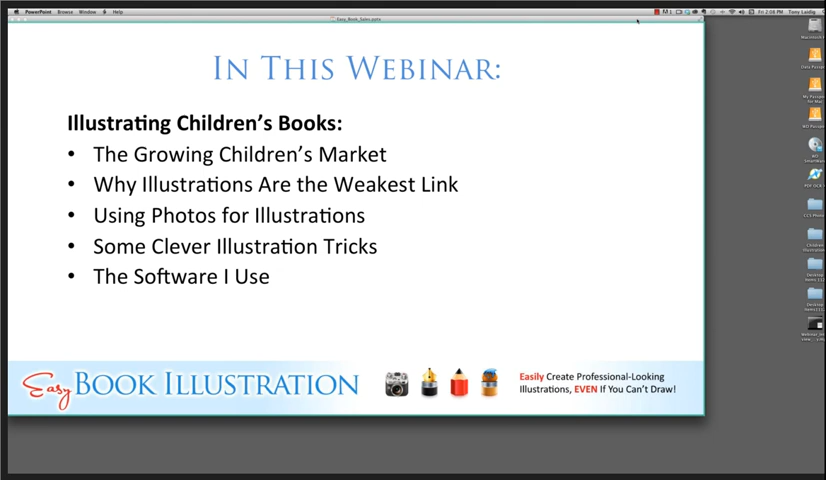 PowerPoint Browse Window Help
Fri 2:08 PM Tony Laidig
Easy_Book_Sales.pptx
IN THIS WEBINAR:
Illustrating Children's Books:
• The Growing Children's Market
• Why Illustrations Are the Weakest Link
• Using Photos for Illustrations
• Some Clever Illustration Tricks
• The Software I Use
Easy BOOK ILLUSTRATION
Easily Create Professional-Looking
Illustrations, EVEN If You Can't Draw!